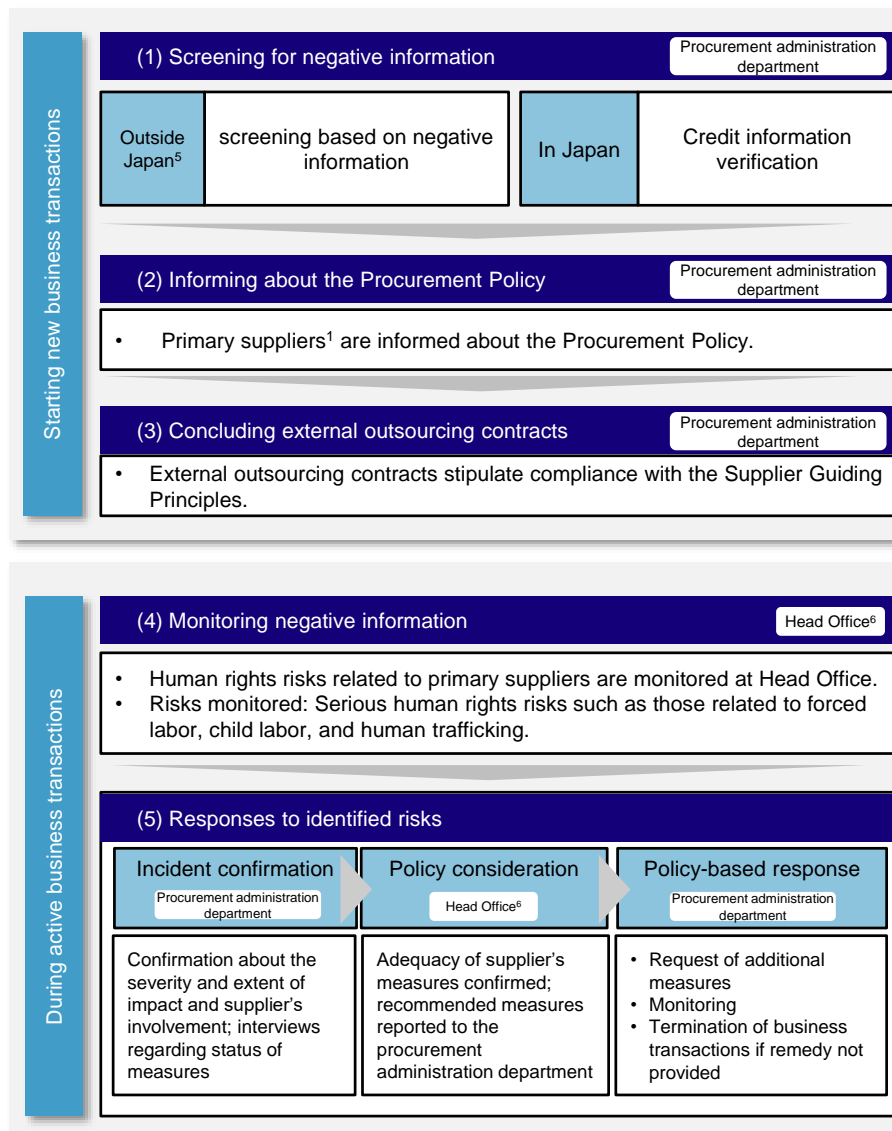 Starting new business transactions
(1) Screening for negative information
Procurement administration
department
Outside
Japan⁵
screening based on negative
information
In Japan
Credit information
verification
(2) Informing about the Procurement Policy
Procurement administration
department
• Primary suppliers¹ are informed about the Procurement Policy.
(3) Concluding external outsourcing contracts
Procurement administration
department
• External outsourcing contracts stipulate compliance with the Supplier Guiding
Principles.
During active business transactions
(4) Monitoring negative information
Head Office⁶
• Human rights risks related to primary suppliers are monitored at Head Office.
• Risks monitored: Serious human rights risks such as those related to forced
labor, child labor, and human trafficking.
(5) Responses to identified risks
Incident confirmation
Procurement administration
department
Policy consideration
Head Office⁶
Policy-based response
Procurement administration
department
Confirmation about the
severity and extent of
impact and supplier's
involvement; interviews
regarding status of
measures
Adequacy of supplier's
measures confirmed;
recommended measures
reported to the
procurement
administration department
• Request of additional
measures
• Monitoring
• Termination of business
transactions if remedy not
provided